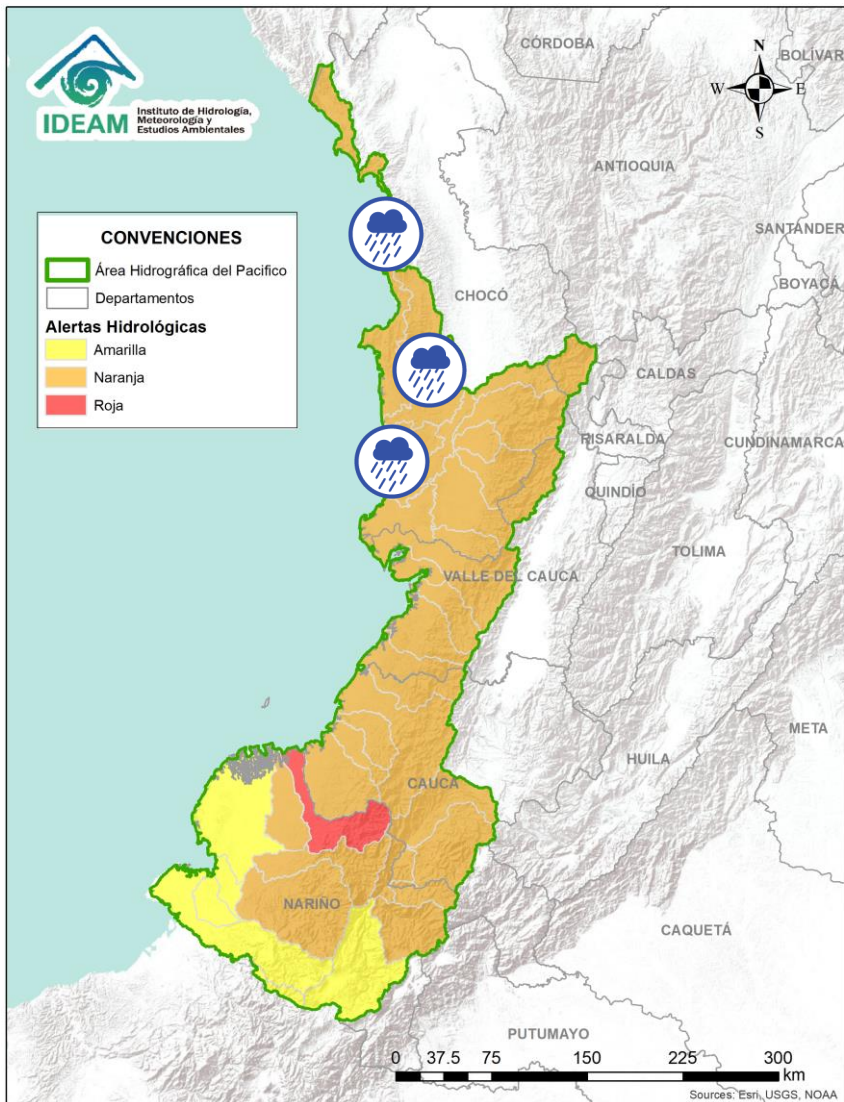 IDEAM
Instituto de Hidrología,
Meteorología y
Estudios Ambientales
N
W
E
S
CÓRDOBA
BOLÍVAR
ANTIOQUIA
SANTANDER
BOYACÁ
CONVENCIONES
Área Hidrográfica del Pacifico
Departamentos
Alertas Hidrológicas
Amarilla
Naranja
Roja
CHOCÓ
CALDAS
RISARALDA
CUNDINAMARCA
QUINDÍO
TOLIMA
VALLE DEL CAUCA
META
HUILA
CAUCA
NARIÑO
CAQUETÁ
PUTUMAYO
0 37.5 75 150 225 300
km
Sources: Esri, USGS, NOAA